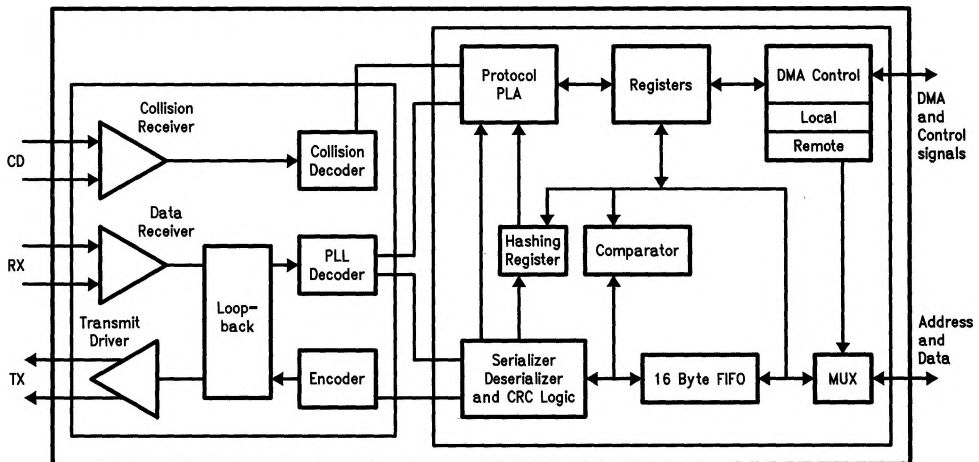 Collision
Receiver
CD
Collision
Decoder
Data
Receiver
RX
PLL
Decoder
Loop-
back
Transmit
Driver
TX
Encoder
Protocol
PLA
Registers
DMA Control
Local
Remote
DMA
and
Control
signals
Hashing
Register
Comparator
Serializer
Deserializer
and CRC Logic
16 Byte FIFO
MUX
Address
and
Data